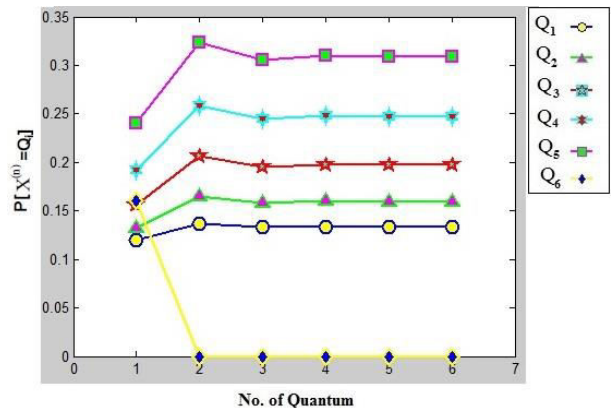 0.35
0.3
0.25
0.2
0.15
0.1
0.05
0
0 1 2 3 4 5 6 7
P[ X(n) =Qi]
No. of Quantum
Q1
Q2
Q3
Q4
Q5
Q6